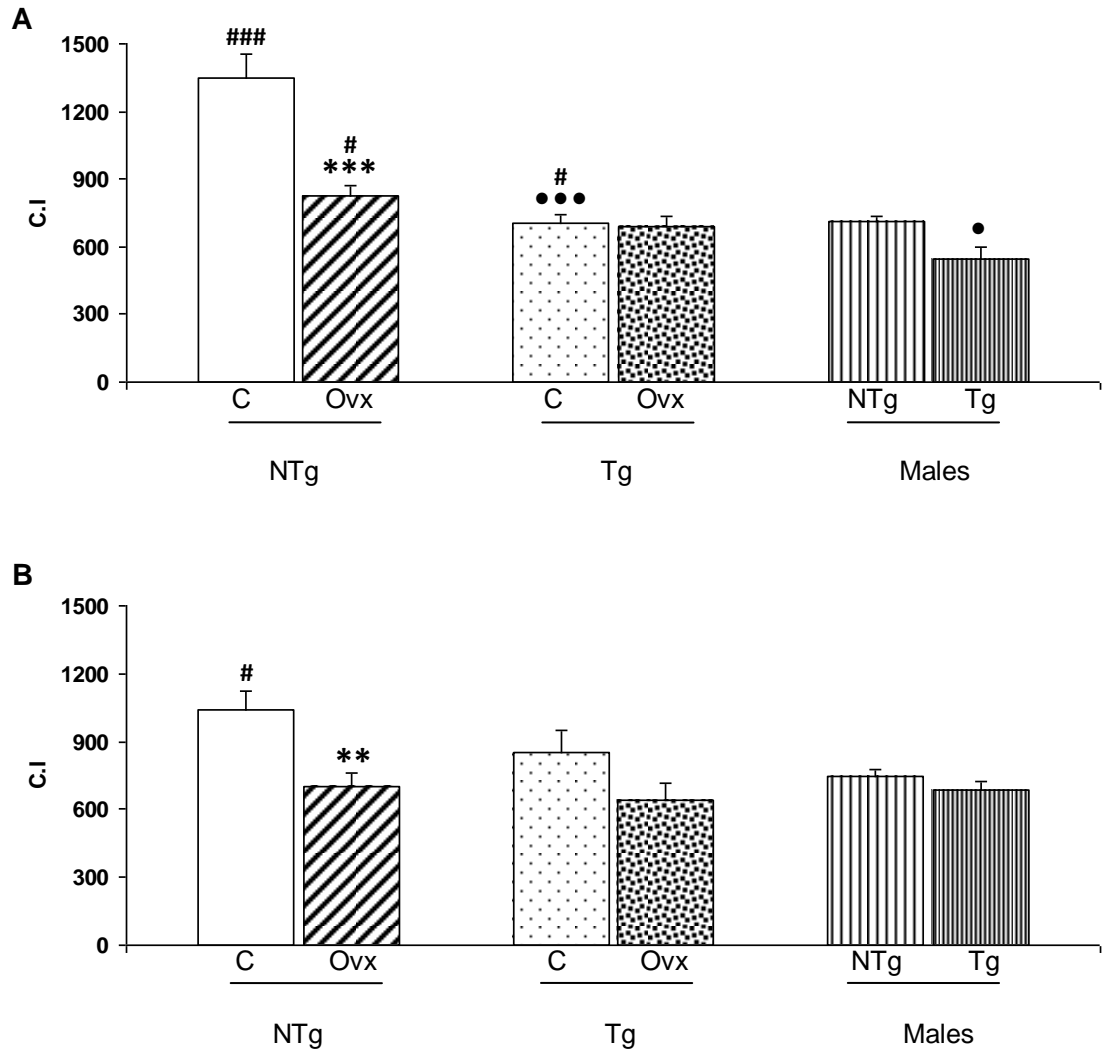 A
1500
###
1200
#
***
900
#
●●●
C.I
600
●
300
0
C Ovx C Ovx NTg Tg
NTg Tg Males
B
1500
1200
#
900
**
C.I
600
300
0
C Ovx C Ovx NTg Tg
NTg Tg Males